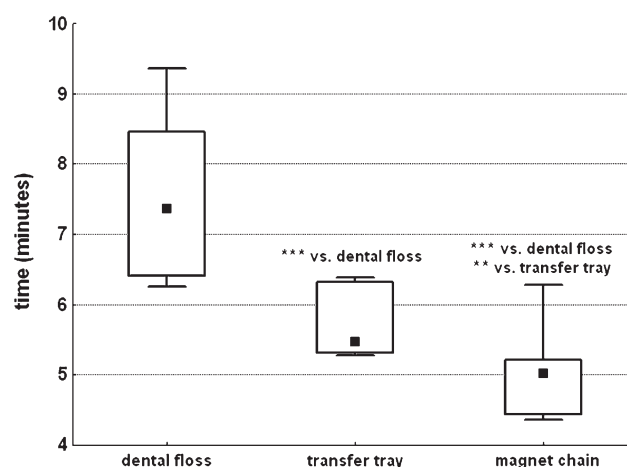 10
9
8
7
6
5
4
time (minutes)
*** vs. dental floss
*** vs. dental floss
** vs. transfer tray
dental floss
transfer tray
magnet chain